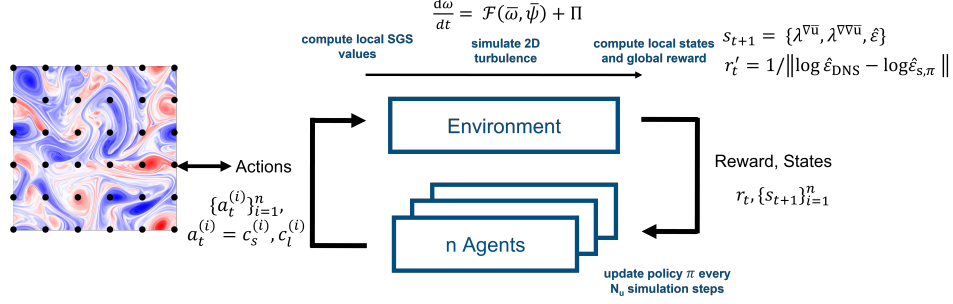 dω/dt = ℱ(ω̅, ψ̅) + Π
compute local SGS
values
simulate 2D
turbulence
compute local states
and global reward
s_{t+1} = {λ^{∇u̅}, λ^{∇∇u̅}, ε̂}
r′_t = 1/‖log ε̂_{DNS} − logε̂_{s,π} ‖
Environment
Actions
{a_t^{(i)}}_{i=1}^n,
a_t^{(i)} = c_s^{(i)}, c_l^{(i)}
Reward, States
r_t, {s_{t+1}}_{i=1}^n
n Agents
update policy π every
N_u simulation steps